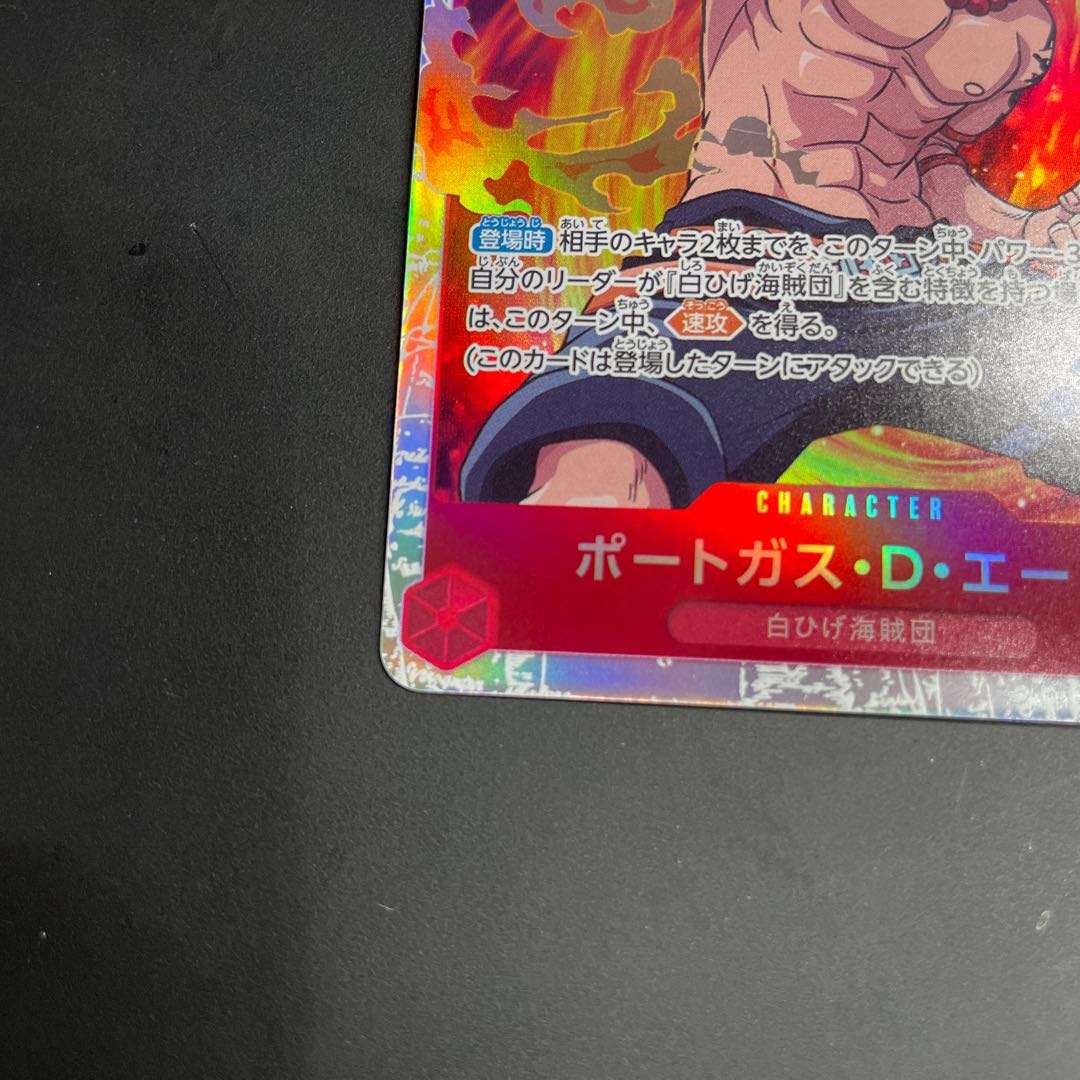 登場時 相手のキャラ2枚までを、このターン中、パワー-3
自分のリーダーが『白ひげ海賊団』を含む特徴を持つ場
は、このターン中、速攻を得る。
(このカードは登場したターンにアタックできる)
CHARACTER
ポートガス・D・エー
白ひげ海賊団